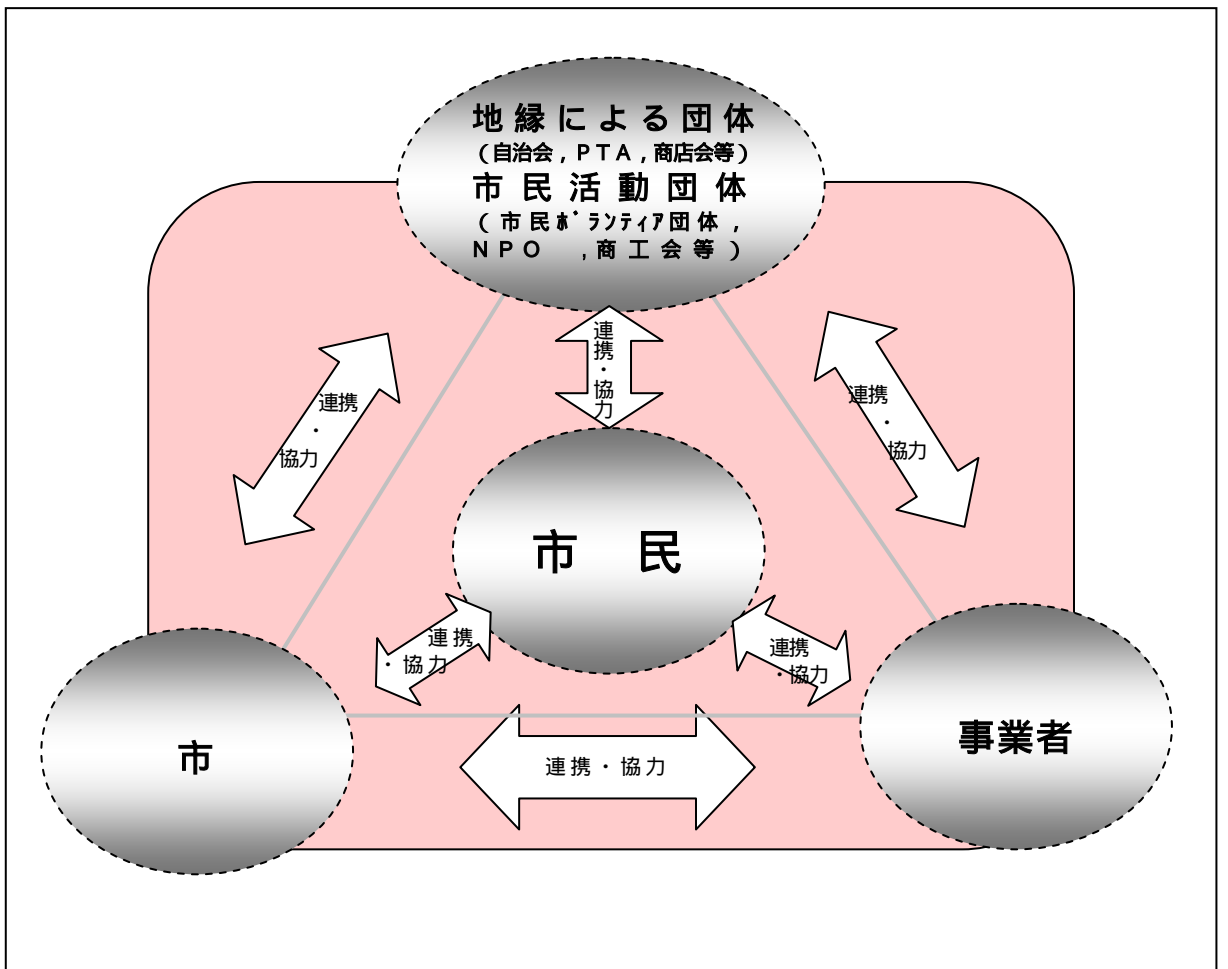 地縁による団体
(自治会,PTA,商店会等)
市民活動団体
(市民ボランティア団体,
NPO ,商工会等)
連携・協力
連携
・
協力
連携
・
協力
市 民
連携
・協力
連携
・協力
市
事業者
連携・協力